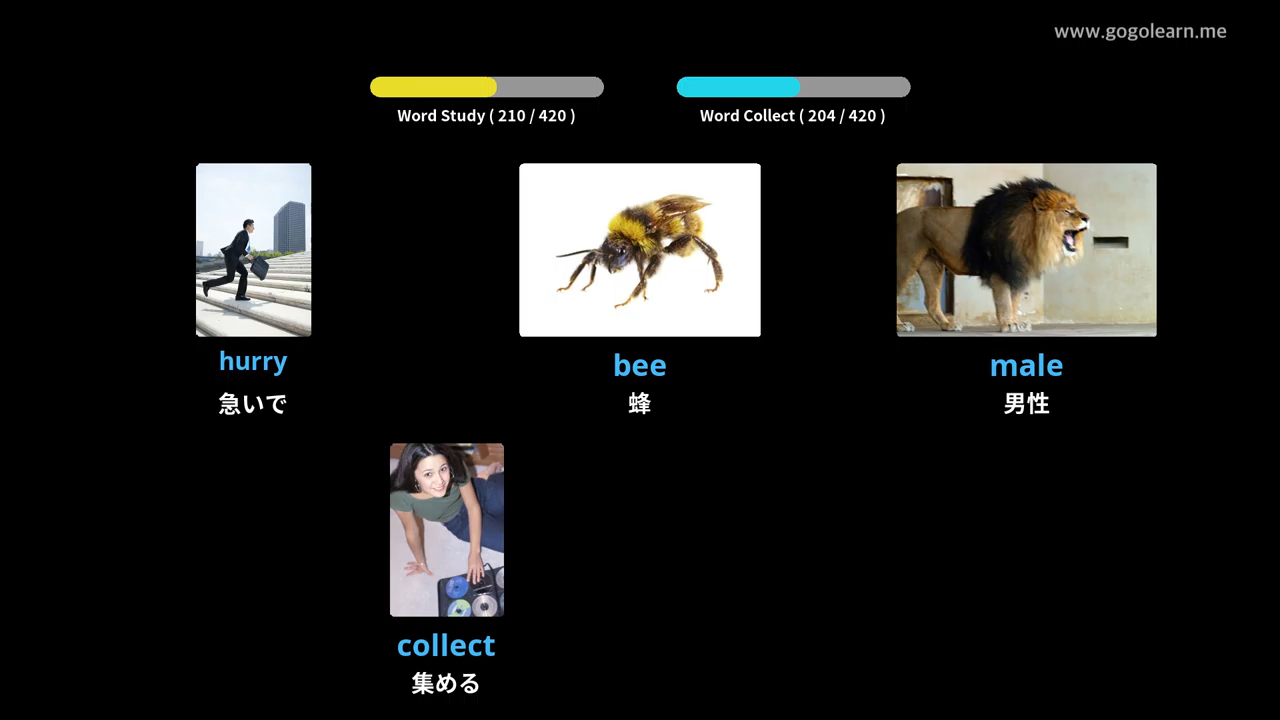 www.gogolearn.me
Word Study ( 210 / 420 )
Word Collect ( 204 / 420 )
hurry
急いで
bee
蜂
male
男性
collect
集める